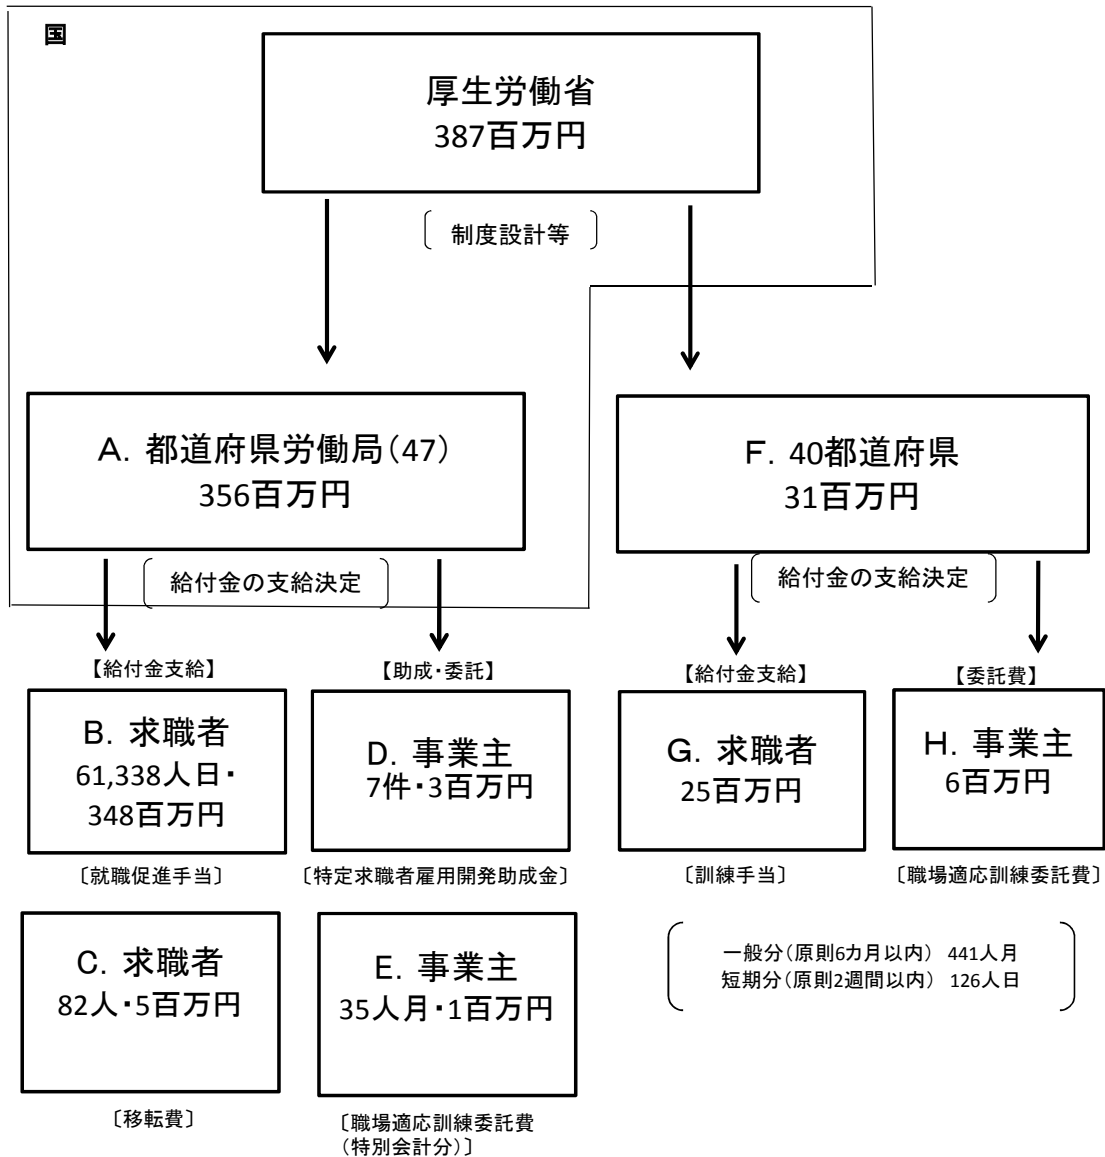 国
厚生労働省
387百万円
制度設計等
A．都道府県労働局（47）
356百万円
F．40都道府県
31百万円
給付金の支給決定
給付金の支給決定
【給付金支給】
【助成・委託】
【給付金支給】
【委託費】
B．求職者
61,338人日・
348百万円
D．事業主
7件・3百万円
G．求職者
25百万円
H．事業主
6百万円
〔就職促進手当〕
〔特定求職者雇用開発助成金〕
〔訓練手当〕
〔職場適応訓練委託費〕
C．求職者
82人・5百万円
E．事業主
35人月・1百万円
一般分（原則6カ月以内） 441人月
短期分（原則2週間以内） 126人日
〔移転費〕
〔職場適応訓練委託費
（特別会計分）〕